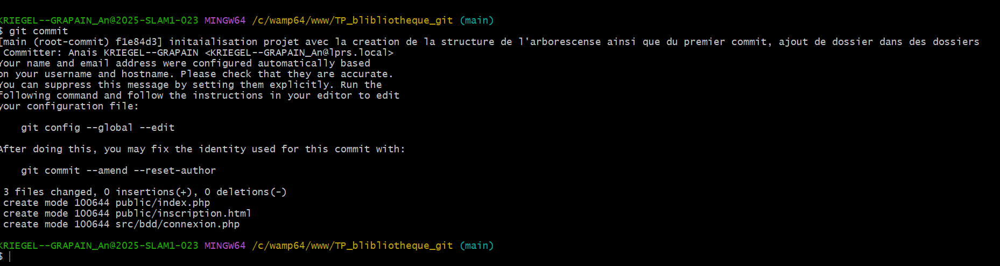 KRIEGEL--GRAPAIN_An@2025-SLAM1-023 MINGW64 /c/wamp64/www/TP_blibliotheque_git (main)
$ git commit
[main (root-commit) f1e84d3] initaialisation projet avec la creation de la structure de l'arborescense ainsi que du premier commit, ajout de dossier dans des dossiers
Committer: Anais KRIEGEL--GRAPAIN <KRIEGEL--GRAPAIN_An@lprs.local>
Your name and email address were configured automatically based
on your username and hostname. Please check that they are accurate.
You can suppress this message by setting them explicitly. Run the
following command and follow the instructions in your editor to edit
your configuration file:
git config --global --edit
After doing this, you may fix the identity used for this commit with:
git commit --amend --reset-author
3 files changed, 0 insertions(+), 0 deletions(-)
create mode 100644 public/index.php
create mode 100644 public/inscription.html
create mode 100644 src/bdd/connexion.php
KRIEGEL--GRAPAIN_An@2025-SLAM1-023 MINGW64 /c/wamp64/www/TP_blibliotheque_git (main)
$